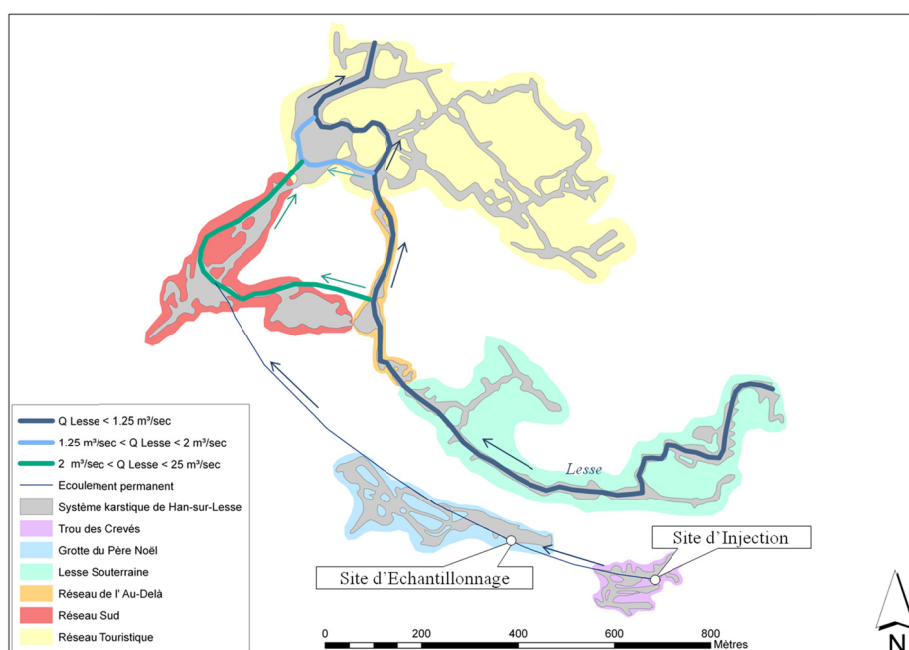 Lesse
Site d'Injection
Site d'Echantillonnage
Q Lesse < 1.25 m³/sec
1.25 m³/sec < Q Lesse < 2 m³/sec
2 m³/sec < Q Lesse < 25 m³/sec
Ecoulement permanent
Système karstique de Han-sur-Lesse
Trou des Crevés
Grotte du Père Noël
Lesse Souterraine
Réseau de l' Au-Delà
Réseau Sud
Réseau Touristique
0 200 400 600 800
Mètres
N